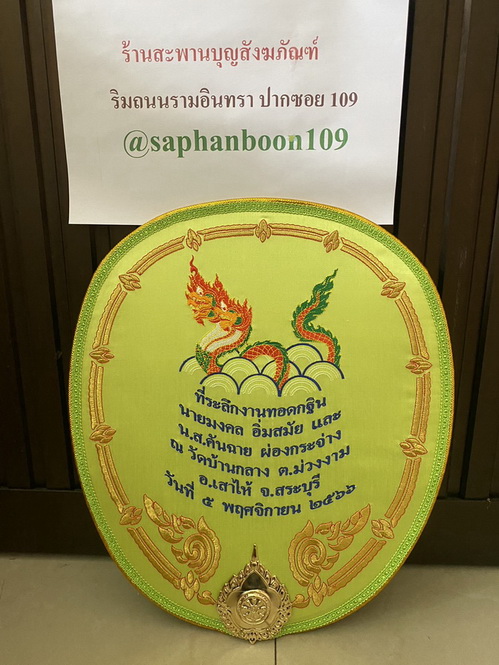 ร้านสะพานบุญสังฆภัณฑ์
ริมถนนรามอินทรา ปากซอย 109
@saphanboon109
ที่ระลึกงานทอดกฐิน
นายมงคล อิ่มสมัย และ
น.ส.ต้นฉาย ผ่องกระจ่าง
ณ วัดบ้านกลาง ต.ม่วงงาม
อ.เสาไห้ จ.สระบุรี
วันที่ ๕ พฤศจิกายน ๒๕๖๖